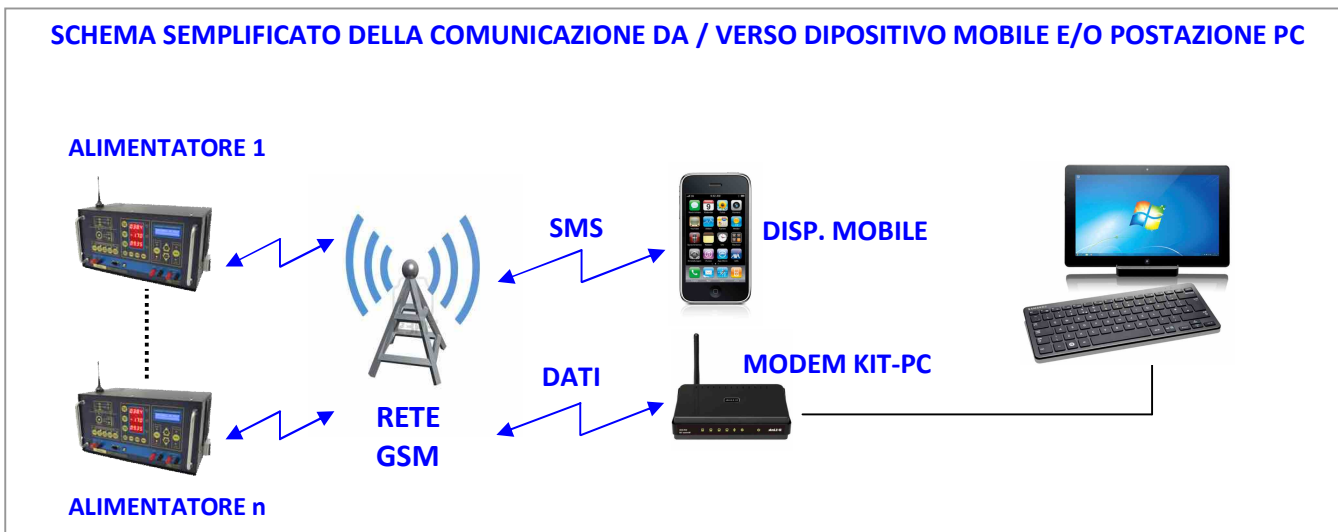 SCHEMA SEMPLIFICATO DELLA COMUNICAZIONE DA / VERSO DIPOSITIVO MOBILE E/O POSTAZIONE PC
ALIMENTATORE 1
SMS
DISP. MOBILE
MODEM KIT-PC
DATI
RETE
GSM
ALIMENTATORE n